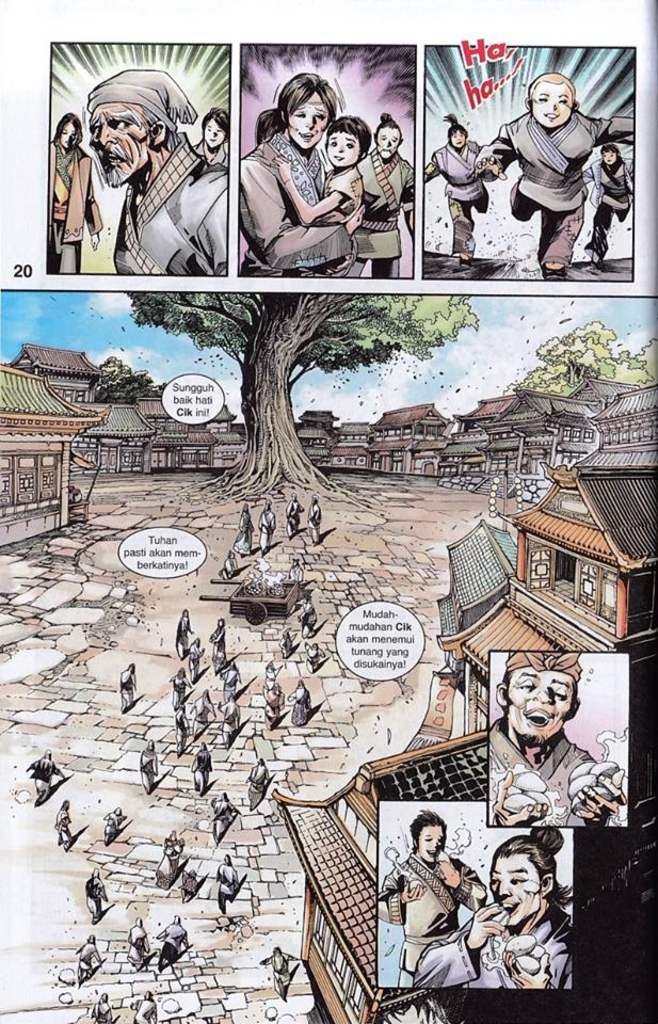 Ha
ha...
20
Sungguh
baik hati
Cik ini!
Tuhan
pasti akan mem-
berkatinya!
Mudah-
mudahan Cik
akan menemui
tunang yang
disukainya!